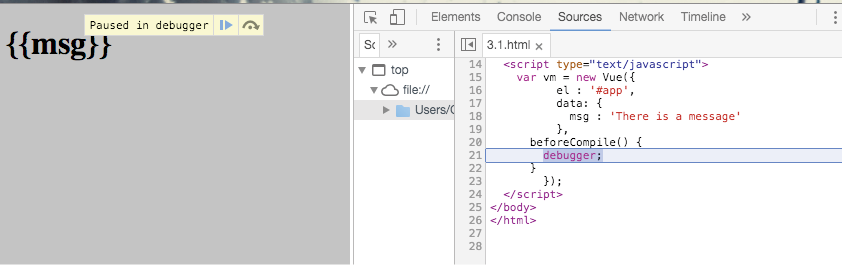 Paused in debugger
{{msg}}
Elements Console Sources Network Timeline »
Sc » 3.1.html ×
top
file://
Users/
14 <script type="text/javascript">
15 var vm = new Vue({
16 el : '#app',
17 data: {
18 msg : 'There is a message'
19 },
20 beforeCompile() {
21 debugger;
22 }
23 });
24 </script>
25 </body>
26 </html>
27
28